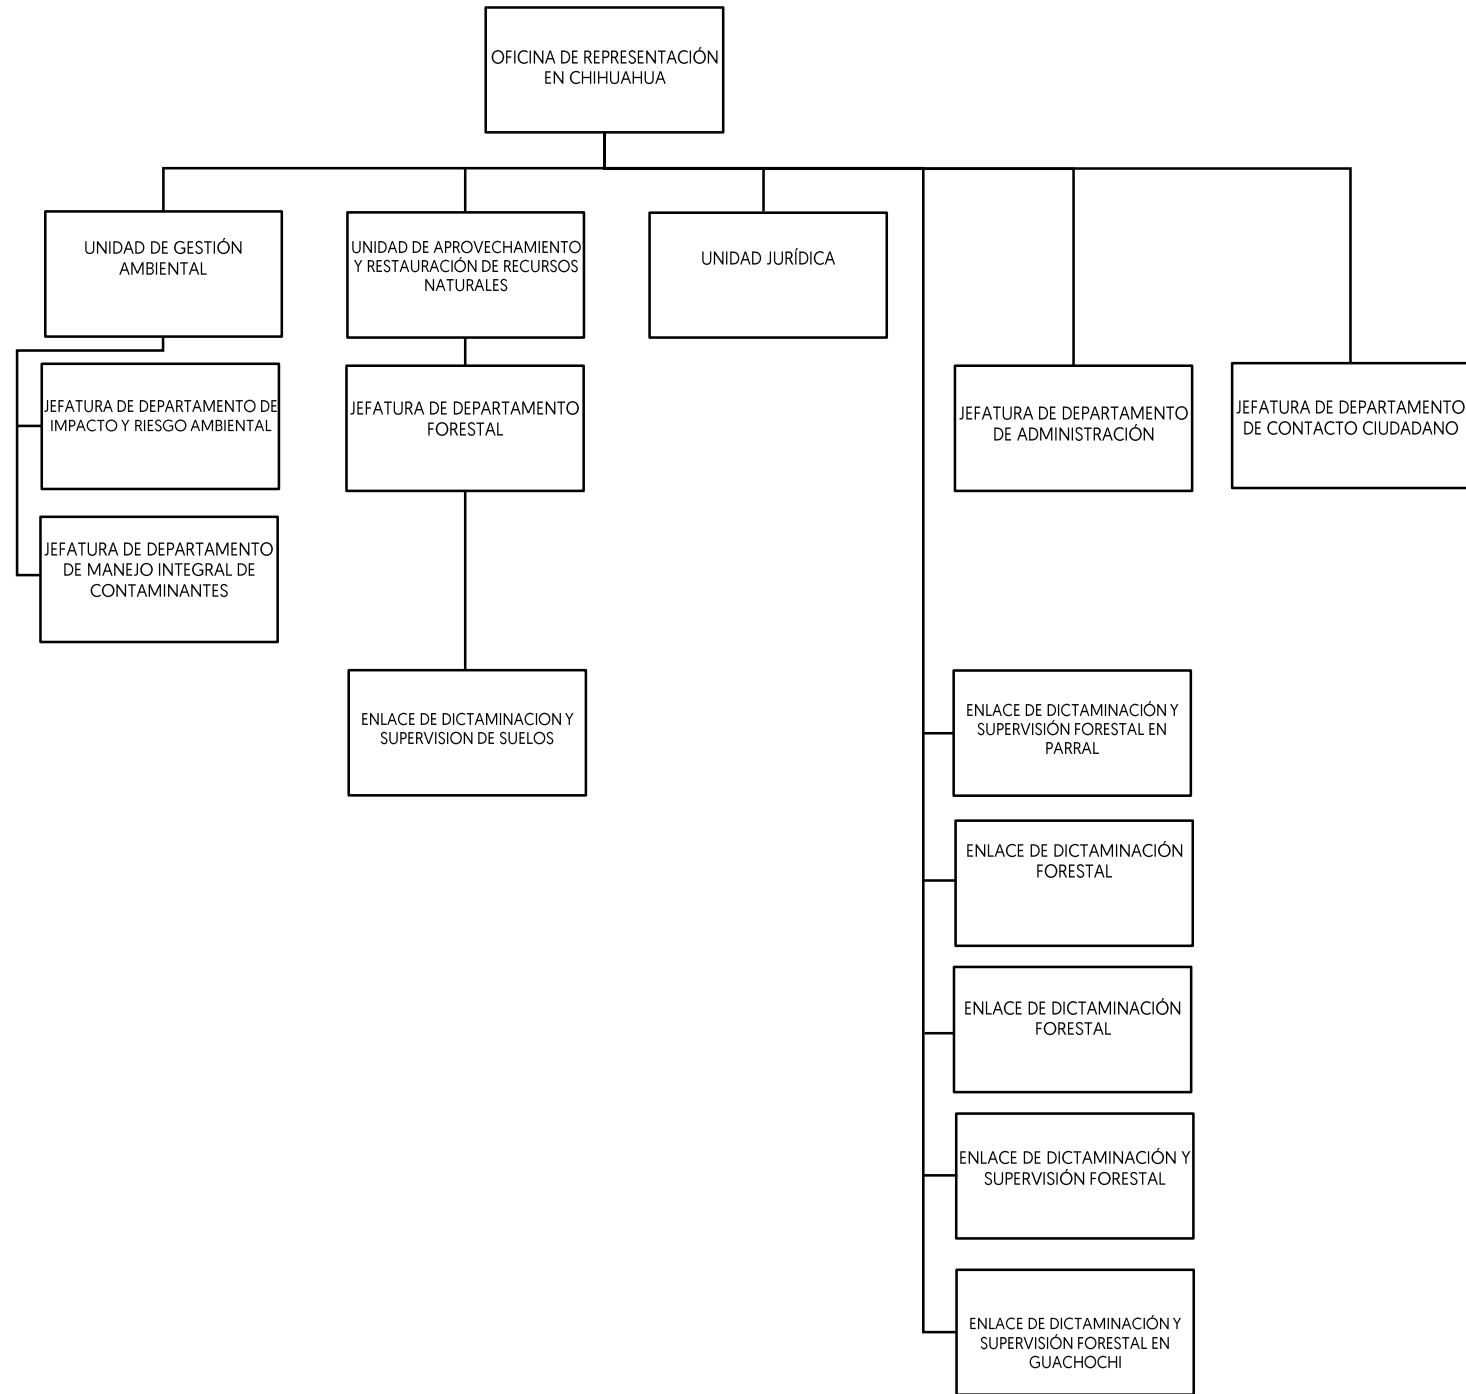 OFICINA DE REPRESENTACIÓN
EN CHIHUAHUA
UNIDAD DE GESTIÓN
AMBIENTAL
UNIDAD DE APROVECHAMIENTO
Y RESTAURACIÓN DE RECURSOS
NATURALES
UNIDAD JURÍDICA
JEFATURA DE DEPARTAMENTO DE
IMPACTO Y RIESGO AMBIENTAL
JEFATURA DE DEPARTAMENTO
FORESTAL
JEFATURA DE DEPARTAMENTO
DE ADMINISTRACIÓN
JEFATURA DE DEPARTAMENTO
DE CONTACTO CIUDADANO
JEFATURA DE DEPARTAMENTO
DE MANEJO INTEGRAL DE
CONTAMINANTES
ENLACE DE DICTAMINACION Y
SUPERVISION DE SUELOS
ENLACE DE DICTAMINACIÓN Y
SUPERVISIÓN FORESTAL EN
PARRAL
ENLACE DE DICTAMINACIÓN
FORESTAL
ENLACE DE DICTAMINACIÓN
FORESTAL
ENLACE DE DICTAMINACIÓN Y
SUPERVISIÓN FORESTAL
ENLACE DE DICTAMINACIÓN Y
SUPERVISIÓN FORESTAL EN
GUACHOCHI